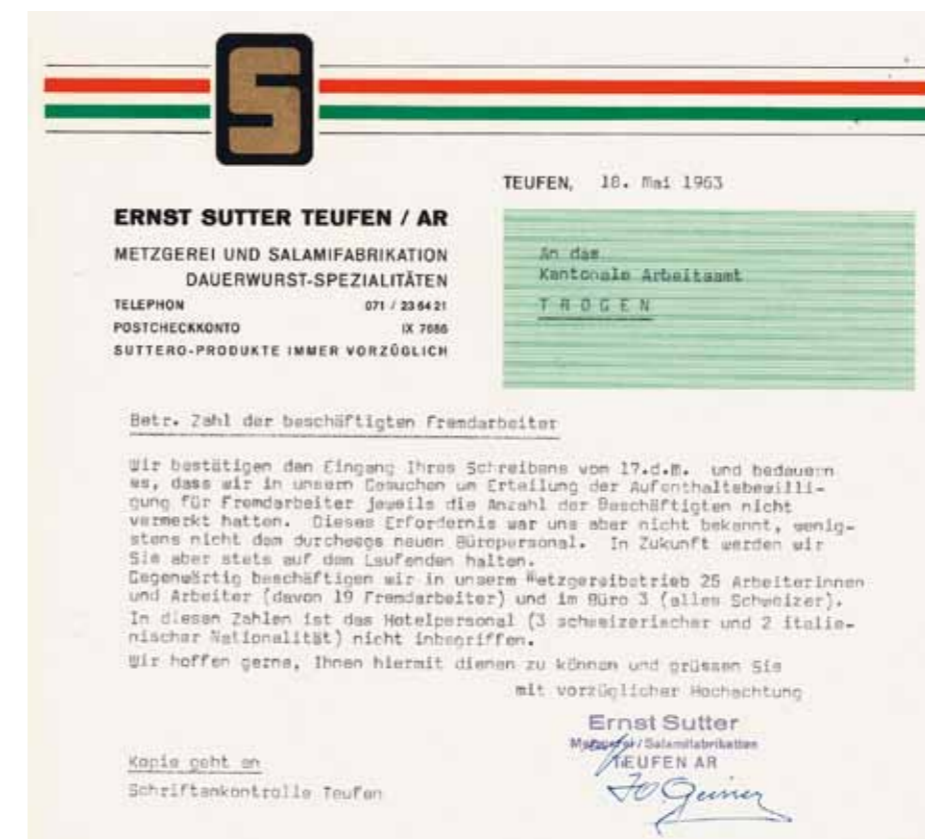 S
TEUFEN, 18. Mai 1963
ERNST SUTTER TEUFEN / AR
METZGEREI UND SALAMIFABRIKATION
DAUERWURST-SPEZIALITÄTEN
TELEPHON 071 / 23 64 21
POSTCHECKKONTO IX 7686
SUTTERO-PRODUKTE IMMER VORZÜGLICH
An das
Kantonale Arbeitsamt
T R O G E N
Betr. Zahl der beschäftigten Fremdarbeiter
Wir bestätigen den Eingang Ihres Schreibens vom 17.d.M. und bedauern
es, dass wir in unsern Gesuchen um Erteilung der Aufenthaltsbewilli-
gung für Fremdarbeiter jeweils die Anzahl der Beschäftigten nicht
vermerkt hatten. Dieses Erfordernis war uns aber nicht bekannt, wenig-
stens nicht dem durchwegs neuen Büropersonal. In Zukunft werden wir
Sie aber stets auf dem Laufenden halten.
Gegenwärtig beschäftigen wir in unserm Metzgereibetrieb 25 Arbeiterinnen
und Arbeiter (davon 19 Fremdarbeiter) und im Büro 3 (alles Schweizer).
In diesen Zahlen ist das Hotelpersonal (3 schweizerischer und 2 italie-
nischer Nationalität) nicht inbegriffen.
Wir hoffen gerne, Ihnen hiermit dienen zu können und grüssen Sie
mit vorzüglicher Hochachtung
Ernst Sutter
Metzgerei / Salamifabrikation
TEUFEN AR
Kopie geht an
Schriftenkontrolle Teufen